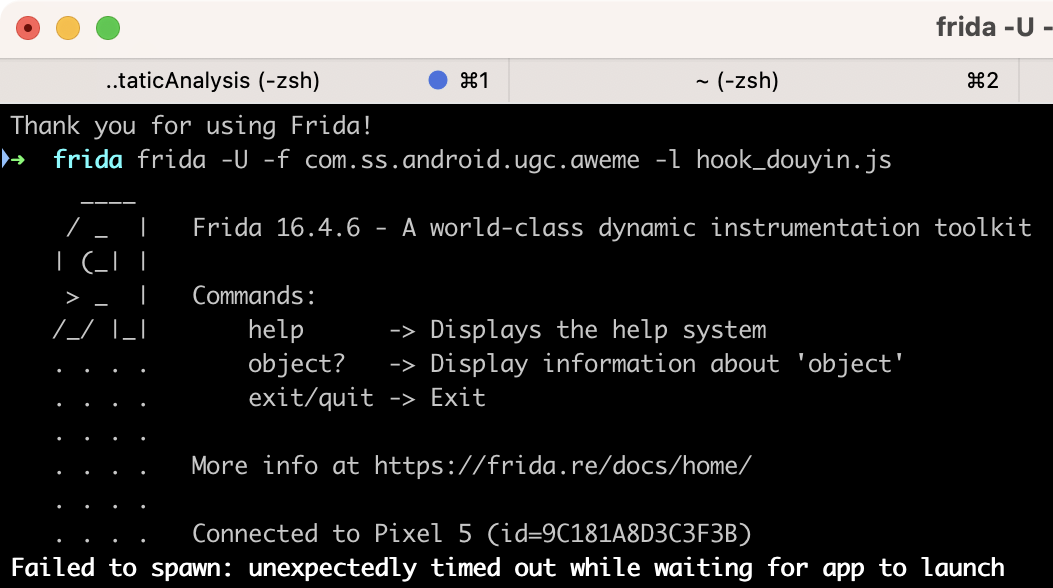 frida -U -
..taticAnalysis (-zsh) ⌘1 ~ (-zsh) ⌘2
Thank you for using Frida!
➜  frida frida -U -f com.ss.android.ugc.aweme -l hook_douyin.js
     ____
    / _  |   Frida 16.4.6 - A world-class dynamic instrumentation toolkit
   | (_| |
    > _  |   Commands:
   /_/ |_|       help      -> Displays the help system
   . . . .       object?   -> Display information about 'object'
   . . . .       exit/quit -> Exit
   . . . .
   . . . .   More info at https://frida.re/docs/home/
   . . . .
   . . . .   Connected to Pixel 5 (id=9C181A8D3C3F3B)
Failed to spawn: unexpectedly timed out while waiting for app to launch